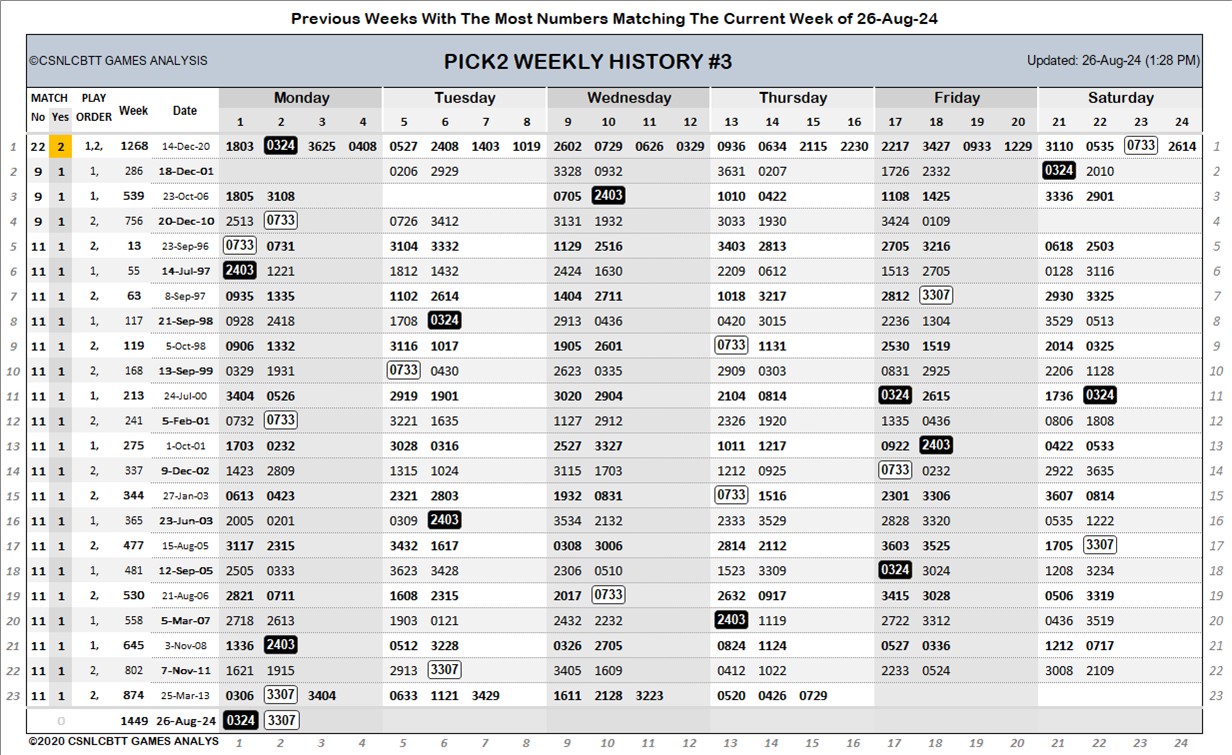 Previous Weeks With The Most Numbers Matching The Current Week of 26-Aug-24
©CSNLCBTT GAMES ANALYSIS PICK2 WEEKLY HISTORY #3 Updated: 26-Aug-24 (1:28 PM)
MATCH PLAY Week Date Monday Tuesday Wednesday Thursday Friday Saturday
No Yes ORDER 1 2 3 4 5 6 7 8 9 10 11 12 13 14 15 16 17 18 19 20 21 22 23 24
1 22 2 1,2, 1268 14-Dec-20 1803 0324 3625 0408 0527 2408 1403 1019 2602 0729 0626 0329 0936 0634 2115 2230 2217 3427 0933 1229 3110 0535 0733 2614 1
2 9 1 1, 286 18-Dec-01 0206 2929 3328 0932 3631 0207 1726 2332 0324 2010 2
3 9 1 1, 539 23-Oct-06 1805 3108 0705 2403 1010 0422 1108 1425 3336 2901 3
4 9 1 2, 756 20-Dec-10 2513 0733 0726 3412 3131 1932 3033 1930 3424 0109 4
5 11 1 2, 13 23-Sep-96 0733 0731 3104 3332 1129 2516 3403 2813 2705 3216 0618 2503 5
6 11 1 1, 55 14-Jul-97 2403 1221 1812 1432 2424 1630 2209 0612 1513 2705 0128 3116 6
7 11 1 2, 63 8-Sep-97 0935 1335 1102 2614 1404 2711 1018 3217 2812 3307 2930 3325 7
8 11 1 1, 117 21-Sep-98 0928 2418 1708 0324 2913 0436 0420 3015 2236 1304 3529 0513 8
9 11 1 2, 119 5-Oct-98 0906 1332 3116 1017 1905 2601 0733 1131 2530 1519 2014 0325 9
10 11 1 2, 168 13-Sep-99 0329 1931 0733 0430 2623 0335 2909 0303 0831 2925 2206 1128 10
11 11 1 1, 213 24-Jul-00 3404 0526 2919 1901 3020 2904 2104 0814 0324 2615 1736 0324 11
12 11 1 2, 241 5-Feb-01 0732 0733 3221 1635 1127 2912 2326 1920 1335 0436 0806 1808 12
13 11 1 1, 275 1-Oct-01 1703 0232 3028 0316 2527 3327 1011 1217 0922 2403 0422 0533 13
14 11 1 2, 337 9-Dec-02 1423 2809 1315 1024 3115 1703 1212 0925 0733 0232 2922 3635 14
15 11 1 2, 344 27-Jan-03 0613 0423 2321 2803 1932 0831 0733 1516 2301 3306 3607 0814 15
16 11 1 1, 365 23-Jun-03 2005 0201 0309 2403 3534 2132 2333 3529 2828 3320 0535 1222 16
17 11 1 2, 477 15-Aug-05 3117 2315 3432 1617 0308 3006 2814 2112 3603 3525 1705 3307 17
18 11 1 1, 481 12-Sep-05 2505 0333 3623 3428 2306 0510 1523 3309 0324 3024 1208 3234 18
19 11 1 2, 530 21-Aug-06 2821 0711 1608 2315 2017 0733 2632 0917 3415 3028 0506 3319 19
20 11 1 1, 558 5-Mar-07 2718 2613 1903 0121 2432 2232 2403 1119 2722 3312 0436 3519 20
21 11 1 1, 645 3-Nov-08 1336 2403 0512 3228 0326 2705 0824 1124 0527 0336 1212 0717 21
22 11 1 2, 802 7-Nov-11 1621 1915 2913 3307 3405 1609 0412 1022 2233 0524 3008 2109 22
23 11 1 2, 874 25-Mar-13 0306 3307 3404 0633 1121 3429 1611 2128 3223 0520 0426 0729 23
0 1449 26-Aug-24 0324 3307
©2020 CSNLCBTT GAMES ANALYS 1 2 3 4 5 6 7 8 9 10 11 12 13 14 15 16 17 18 19 20 21 22 23 24